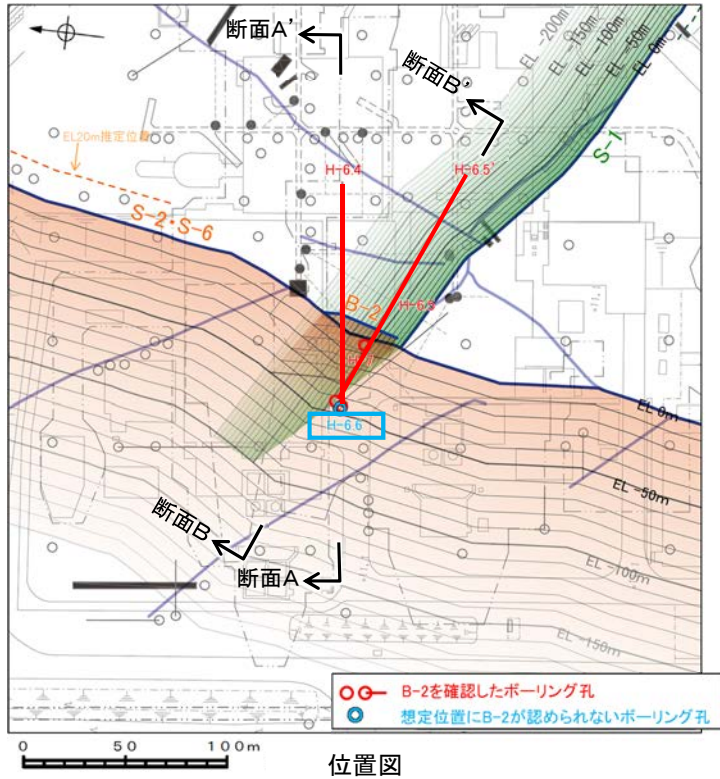 断面A’
断面B’
EL -200m
EL -150m
EL -100m
EL -50m
EL 0m
EL20m推定位置
H-6.4
H-6.5’
S-1
S-2・S-6
B-2
H-6.6
EL 0m
EL -50m
断面B
断面A
EL -100m
EL -150m
B-2を確認したボーリング孔
想定位置にB-2が認められないボーリング孔
0 50 100m
位置図